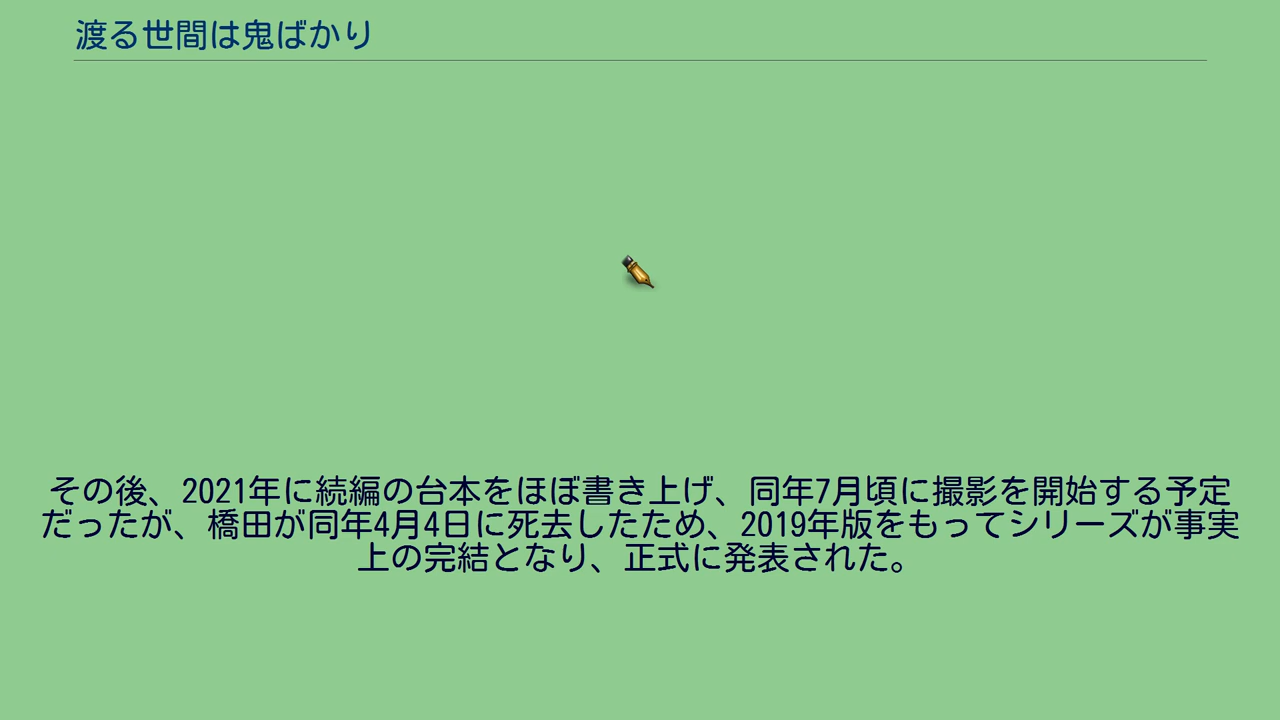 渡る世間は鬼ばかり
その後、2021年に続編の台本をほぼ書き上げ、同年7月頃に撮影を開始する予定
だったが、橋田が同年4月4日に死去したため、2019年版をもってシリーズが事実
上の完結となり、正式に発表された。